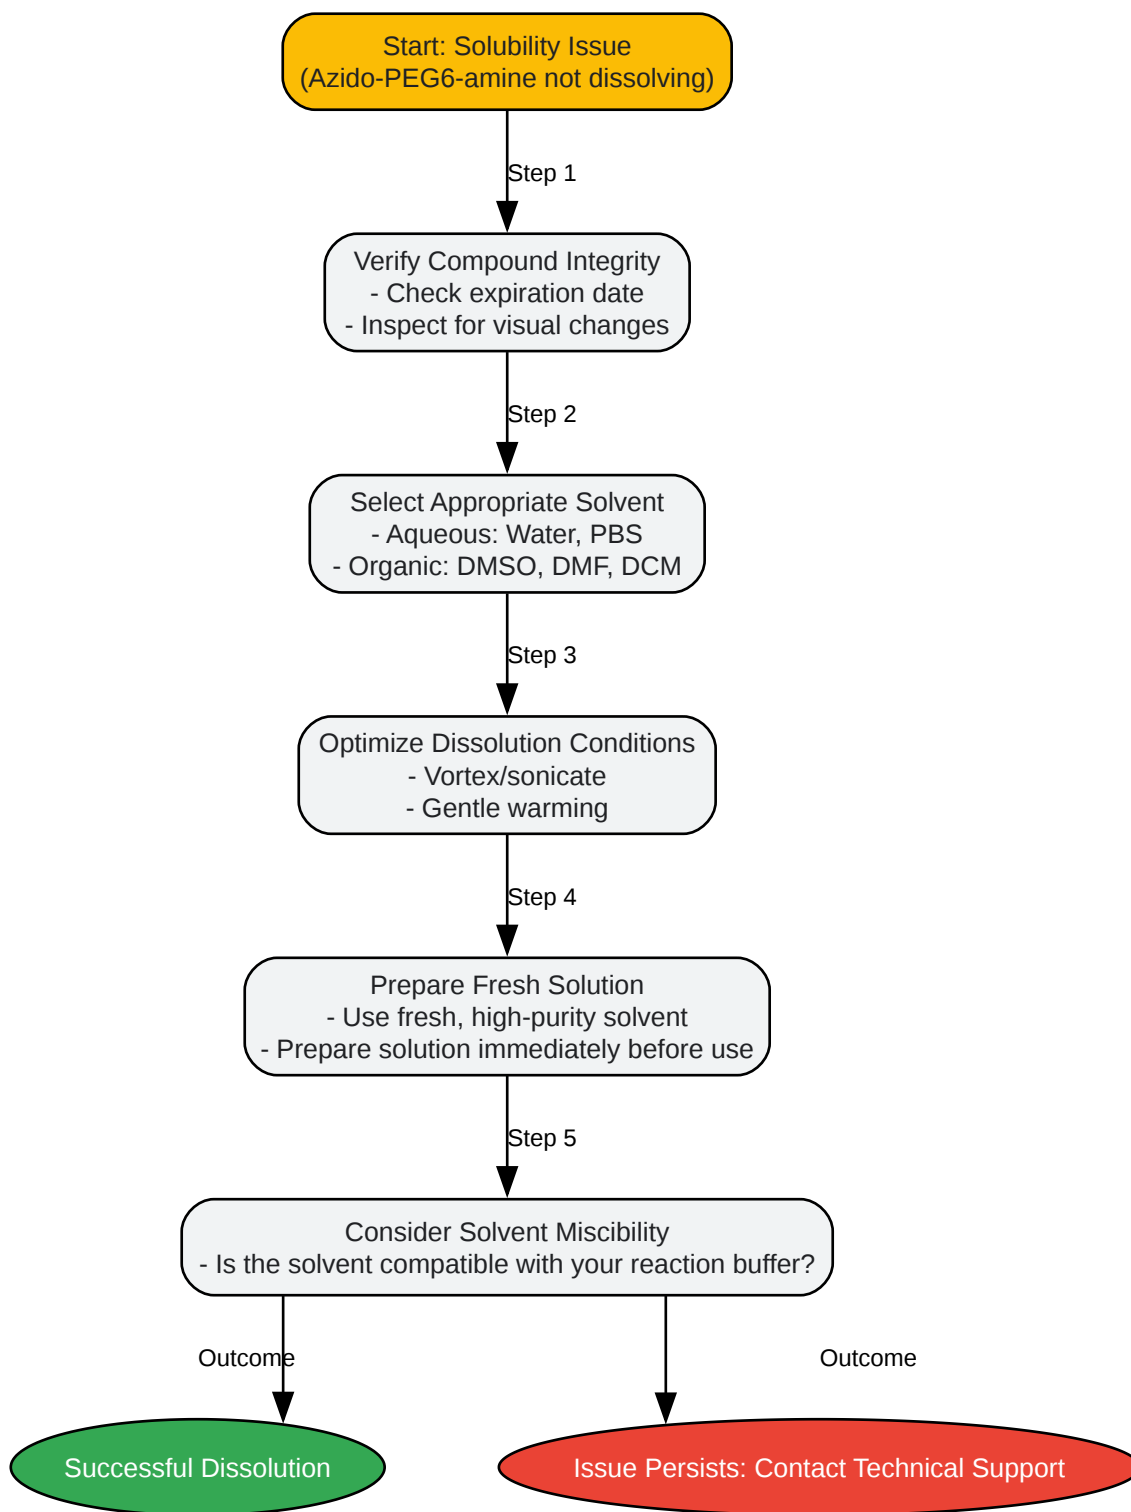 Start: Solubility Issue
(Azido-PEG6-amine not dissolving)
Step 1
Verify Compound Integrity
- Check expiration date
- Inspect for visual changes
Step 2
Select Appropriate Solvent
- Aqueous: Water, PBS
- Organic: DMSO, DMF, DCM
Step 3
Optimize Dissolution Conditions
- Vortex/sonicate
- Gentle warming
Step 4
Prepare Fresh Solution
- Use fresh, high-purity solvent
- Prepare solution immediately before use
Step 5
Consider Solvent Miscibility
- Is the solvent compatible with your reaction buffer?
Outcome
Outcome
Successful Dissolution
Issue Persists: Contact Technical Support